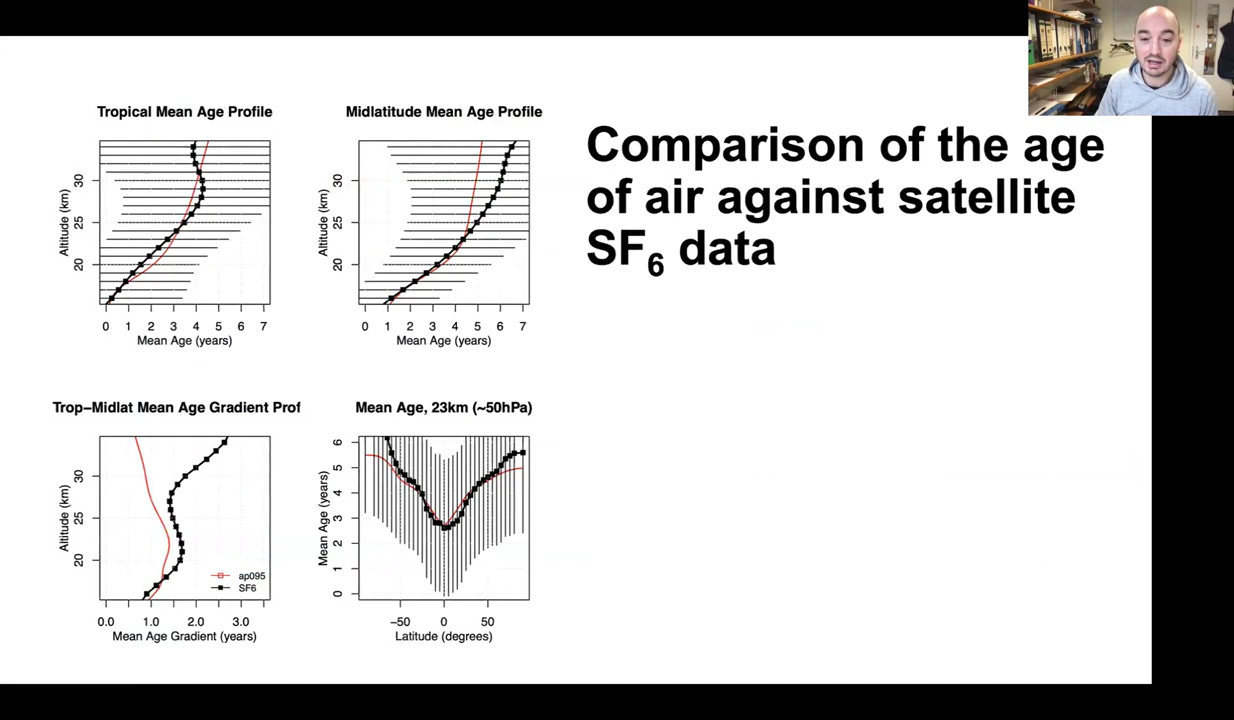 Comparison of the age
of air against satellite
SF6 data
Tropical Mean Age Profile
Altitude (km)
30
25
20
0 1 2 3 4 5 6 7
Mean Age (years)
Midlatitude Mean Age Profile
Altitude (km)
30
25
20
0 1 2 3 4 5 6 7
Mean Age (years)
Trop−Midlat Mean Age Gradient Prof
Altitude (km)
30
25
20
ap095
SF6
0.0 1.0 2.0 3.0
Mean Age Gradient (years)
Mean Age, 23km (~50hPa)
Mean Age (years)
6
5
4
3
2
1
0
−50 0 50
Latitude (degrees)